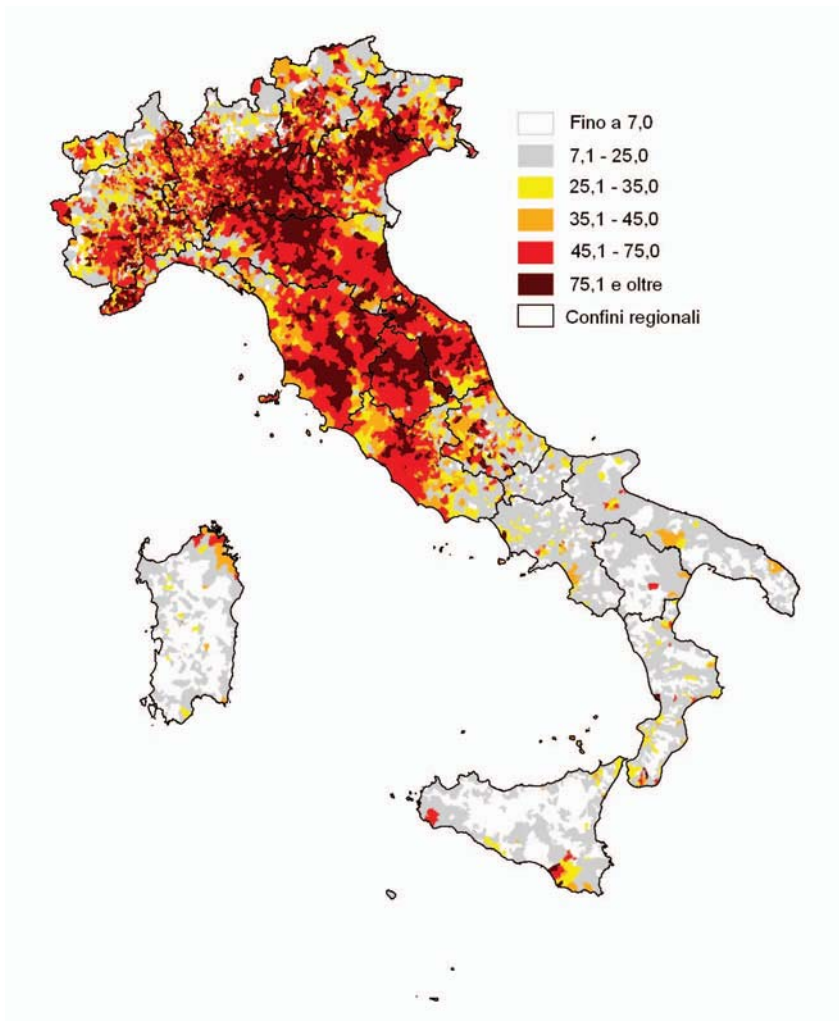 Fino a 7,0
7,1 - 25,0
25,1 - 35,0
35,1 - 45,0
45,1 - 75,0
75,1 e oltre
Confini regionali